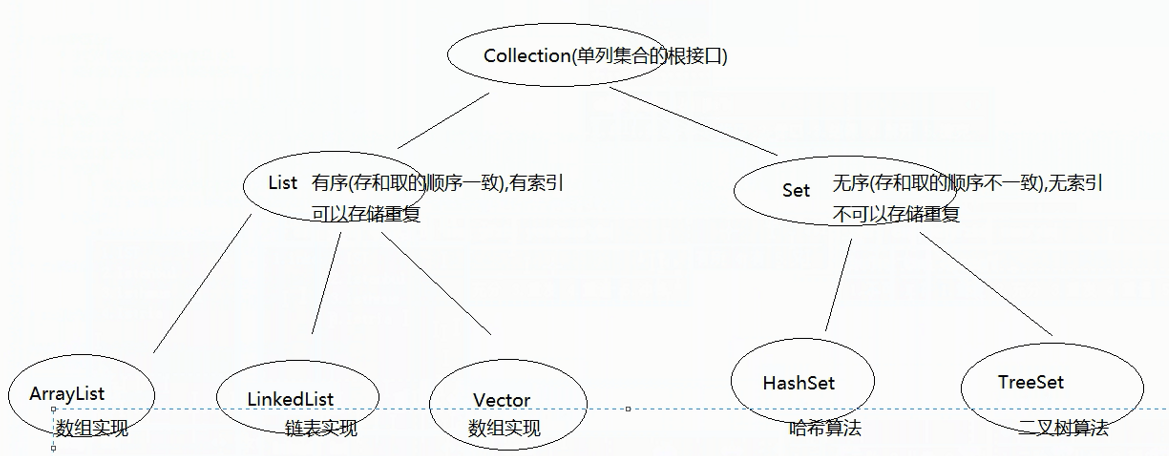 Collection(单列集合的根接口)
List 有序(存和取的顺序一致),有索引
可以存储重复
Set 无序(存和取的顺序不一致),无索引
不可以存储重复
ArrayList
数组实现
LinkedList
链表实现
Vector
数组实现
HashSet
哈希算法
TreeSet
二叉树算法